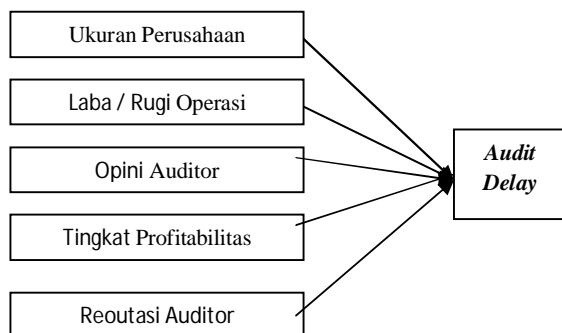 Ukuran Perusahaan
Laba / Rugi Operasi
Opini Auditor
Tingkat Profitabilitas
Reoutasi Auditor
Audit
Delay